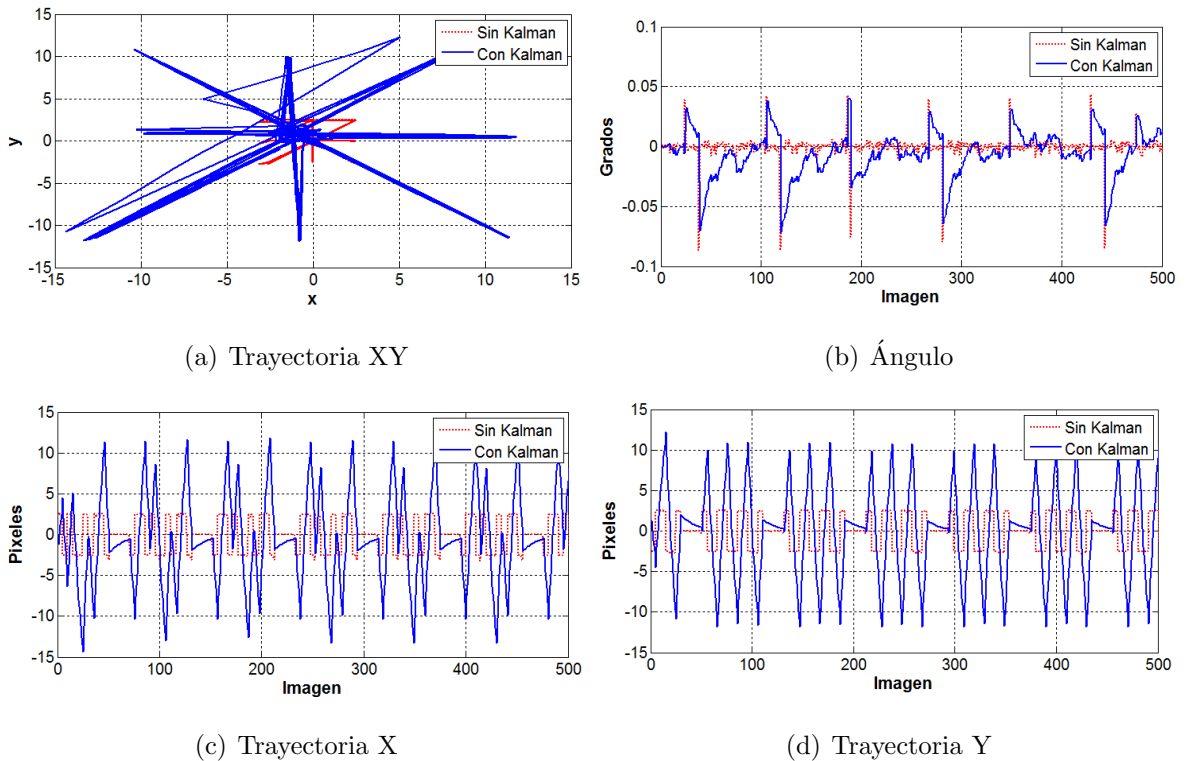 15
10
5
0
-5
-10
-15
y
-15 -10 -5 0 5 10 15
x
Sin Kalman
Con Kalman
(a) Trayectoria XY
0.1
0.05
0
-0.05
-0.1
Grados
0 100 200 300 400 500
Imagen
Sin Kalman
Con Kalman
(b) Ángulo
15
10
5
0
-5
-10
-15
Pixeles
0 100 200 300 400 500
Imagen
Sin Kalman
Con Kalman
(c) Trayectoria X
15
10
5
0
-5
-10
-15
Pixeles
0 100 200 300 400 500
Imagen
Sin Kalman
Con Kalman
(d) Trayectoria Y